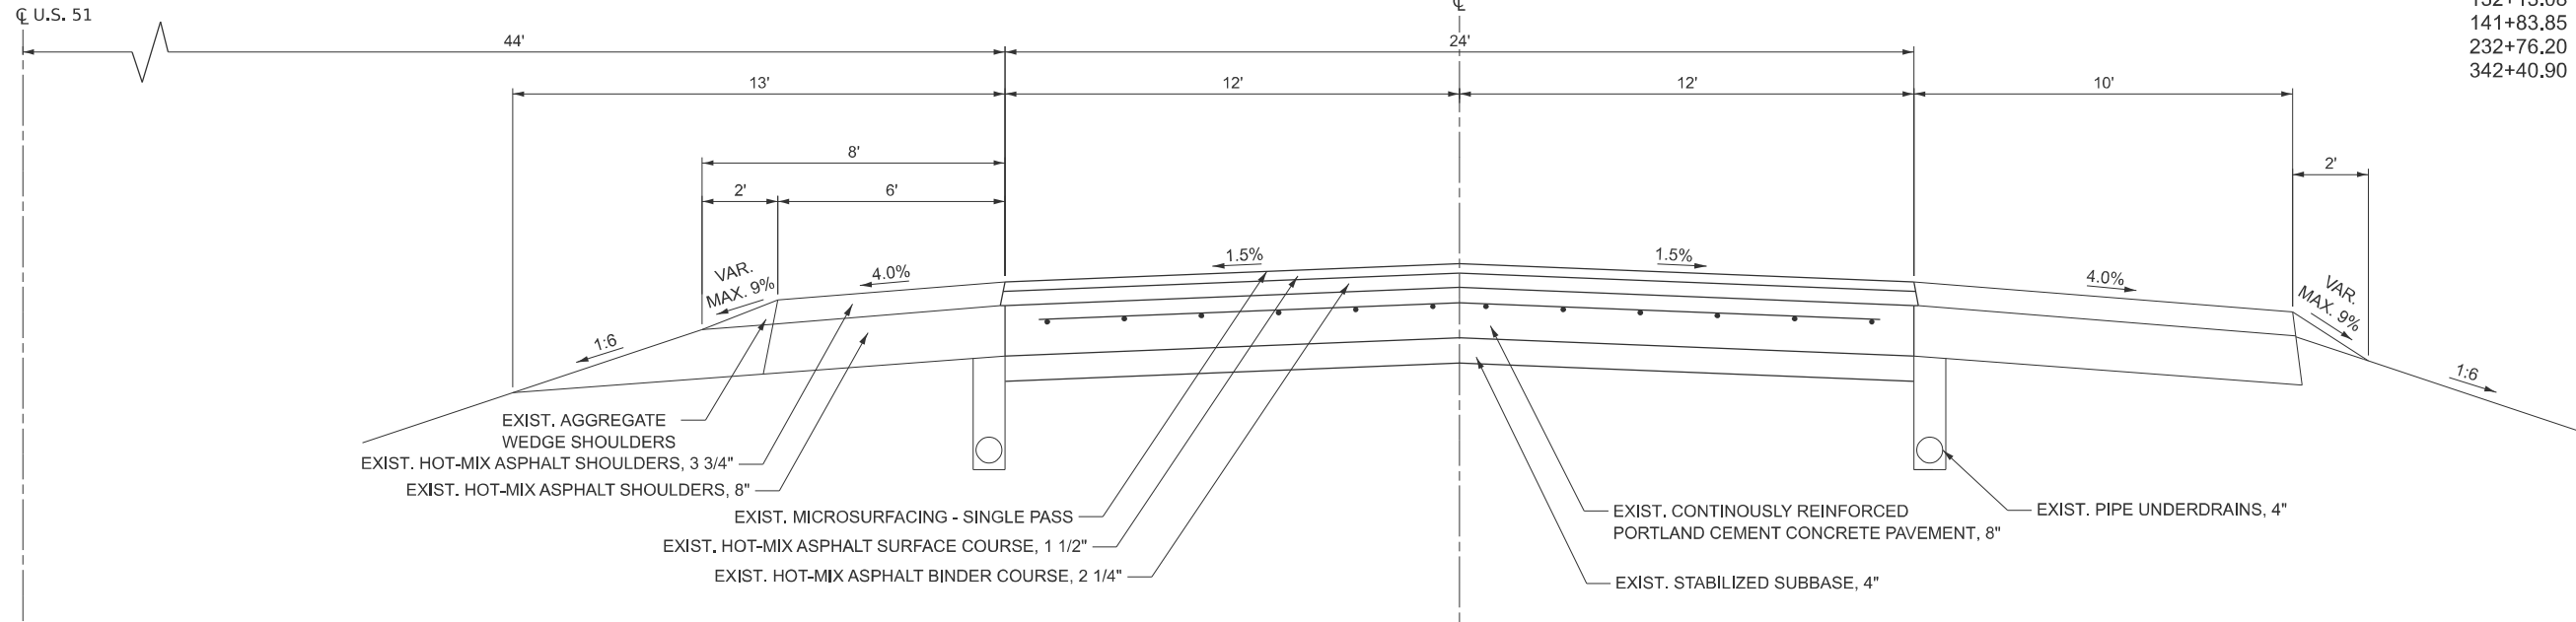 ℄ U.S. 51
℄
141+83.85
232+76.20
342+40.90
44'
24'
13'
12'
12'
10'
8'
2'
2'
6'
VAR.
MAX. 9%
4.0%
1.5%
1.5%
4.0%
VAR.
MAX. 9%
1:6
1:6
EXIST. AGGREGATE
WEDGE SHOULDERS
EXIST. HOT-MIX ASPHALT SHOULDERS, 3 3/4"
EXIST. HOT-MIX ASPHALT SHOULDERS, 8"
EXIST. MICROSURFACING - SINGLE PASS
EXIST. HOT-MIX ASPHALT SURFACE COURSE, 1 1/2"
EXIST. HOT-MIX ASPHALT BINDER COURSE, 2 1/4"
EXIST. CONTINOUSLY REINFORCED
PORTLAND CEMENT CONCRETE PAVEMENT, 8"
EXIST. STABILIZED SUBBASE, 4"
EXIST. PIPE UNDERDRAINS, 4"